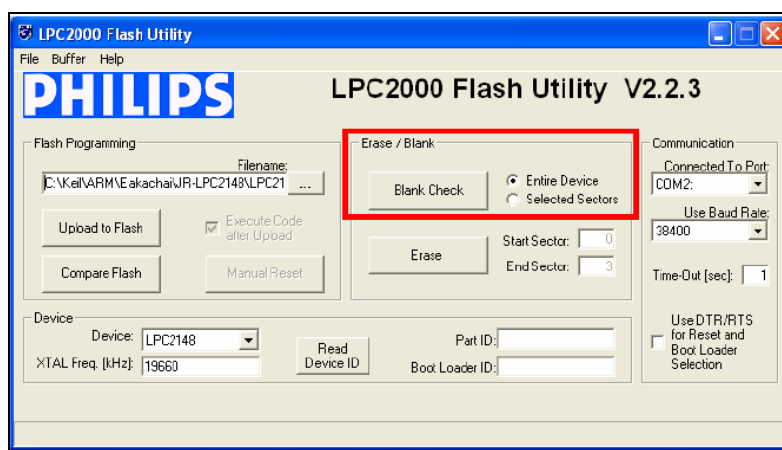 LPC2000 Flash Utility
File Buffer Help
PHILIPS
LPC2000 Flash Utility V2.2.3
Flash Programming
Filename:
C:\Keil\ARM\Eakachai\JR-LPC2148\LPC21
...
Upload to Flash
Execute Code
after Upload
Compare Flash
Manual Reset
Erase / Blank
Blank Check
Entire Device
Selected Sectors
Erase
Start Sector: 0
End Sector: 3
Communication
Connected To Port:
COM2:
Use Baud Rate:
38400
Time-Out [sec]: 1
Use DTR/RTS
for Reset and
Boot Loader
Selection
Device
Device: LPC2148
XTAL Freq. [kHz]: 19660
Read
Device ID
Part ID:
Boot Loader ID: